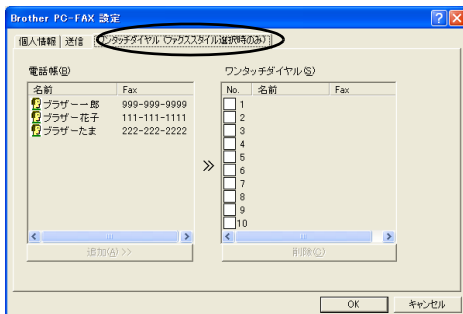 Brother PC-FAX 設定
個人情報 送信 ワンタッチダイヤル（ファクススタイル選択時のみ）
電話帳(B)
名前 Fax
ブラザー一郎 999-999-9999
ブラザー花子 111-111-1111
ブラザーたま 222-222-2222
追加(A) >>
>>
ワンタッチダイヤル(S)
No. 名前 Fax
1
2
3
4
5
6
7
8
9
10
削除(O)
OK キャンセル